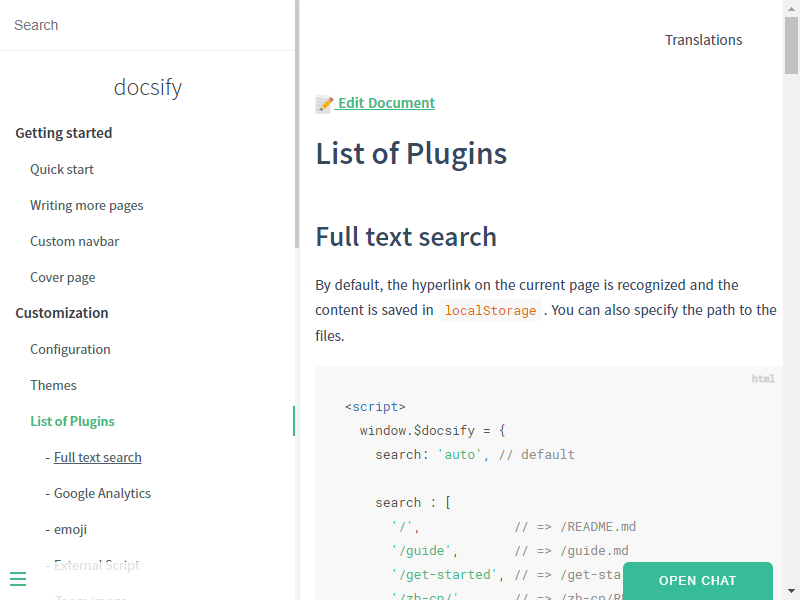 Search
docsify
Getting started
Quick start
Writing more pages
Custom navbar
Cover page
Customization
Configuration
Themes
List of Plugins
- Full text search
- Google Analytics
- emoji
- External Script
- Zoom image
Translations
Edit Document
List of Plugins
Full text search
By default, the hyperlink on the current page is recognized and the
content is saved in localStorage . You can also specify the path to the
files.
html
<script>
window.$docsify = {
search: 'auto', // default
search : [
'/', // => /README.md
'/guide', // => /guide.md
'/get-started', // => /get-sta
'/zh-cn/', // => /zh-cn/RE
OPEN CHAT